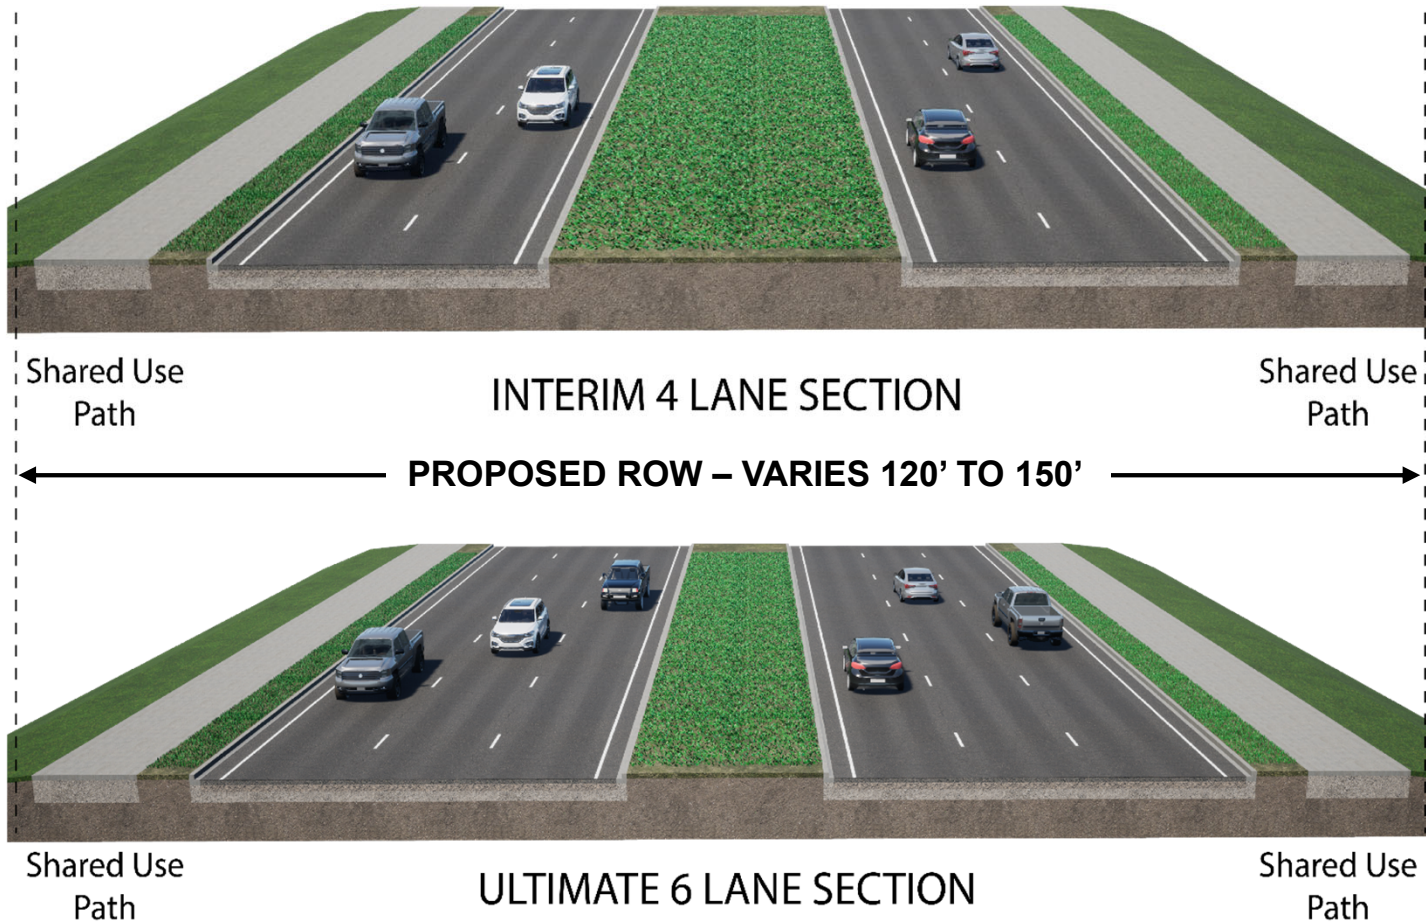 Shared Use
Path
INTERIM 4 LANE SECTION
Shared Use
Path
PROPOSED ROW – VARIES 120’ TO 150’
Shared Use
Path
ULTIMATE 6 LANE SECTION
Shared Use
Path